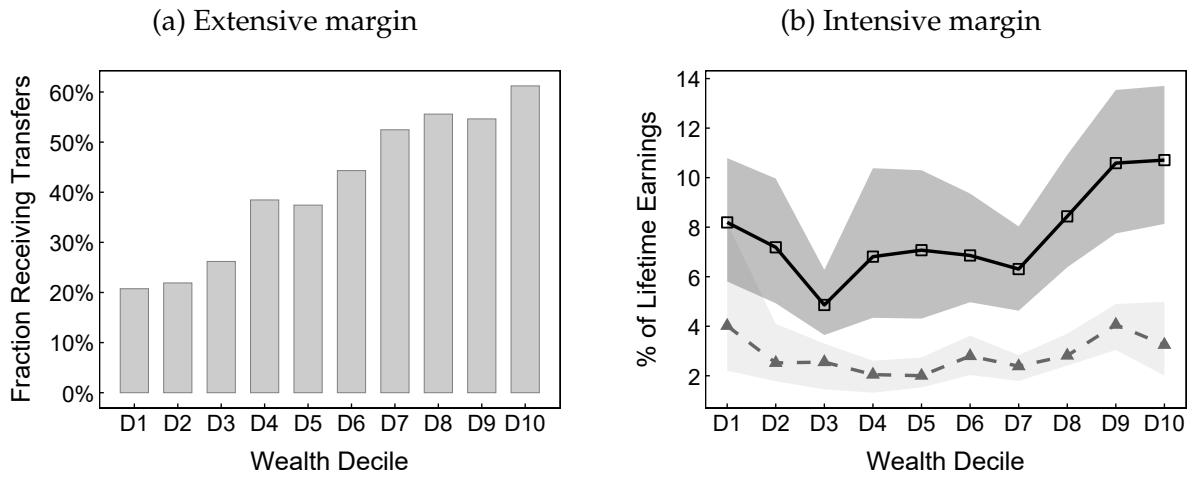 (a) Extensive margin
Fraction Receiving Transfers
60%
50%
40%
30%
20%
10%
0%
D1 D2 D3 D4 D5 D6 D7 D8 D9 D10
Wealth Decile
(b) Intensive margin
% of Lifetime Earnings
14
12
10
8
6
4
2
D1 D2 D3 D4 D5 D6 D7 D8 D9 D10
Wealth Decile